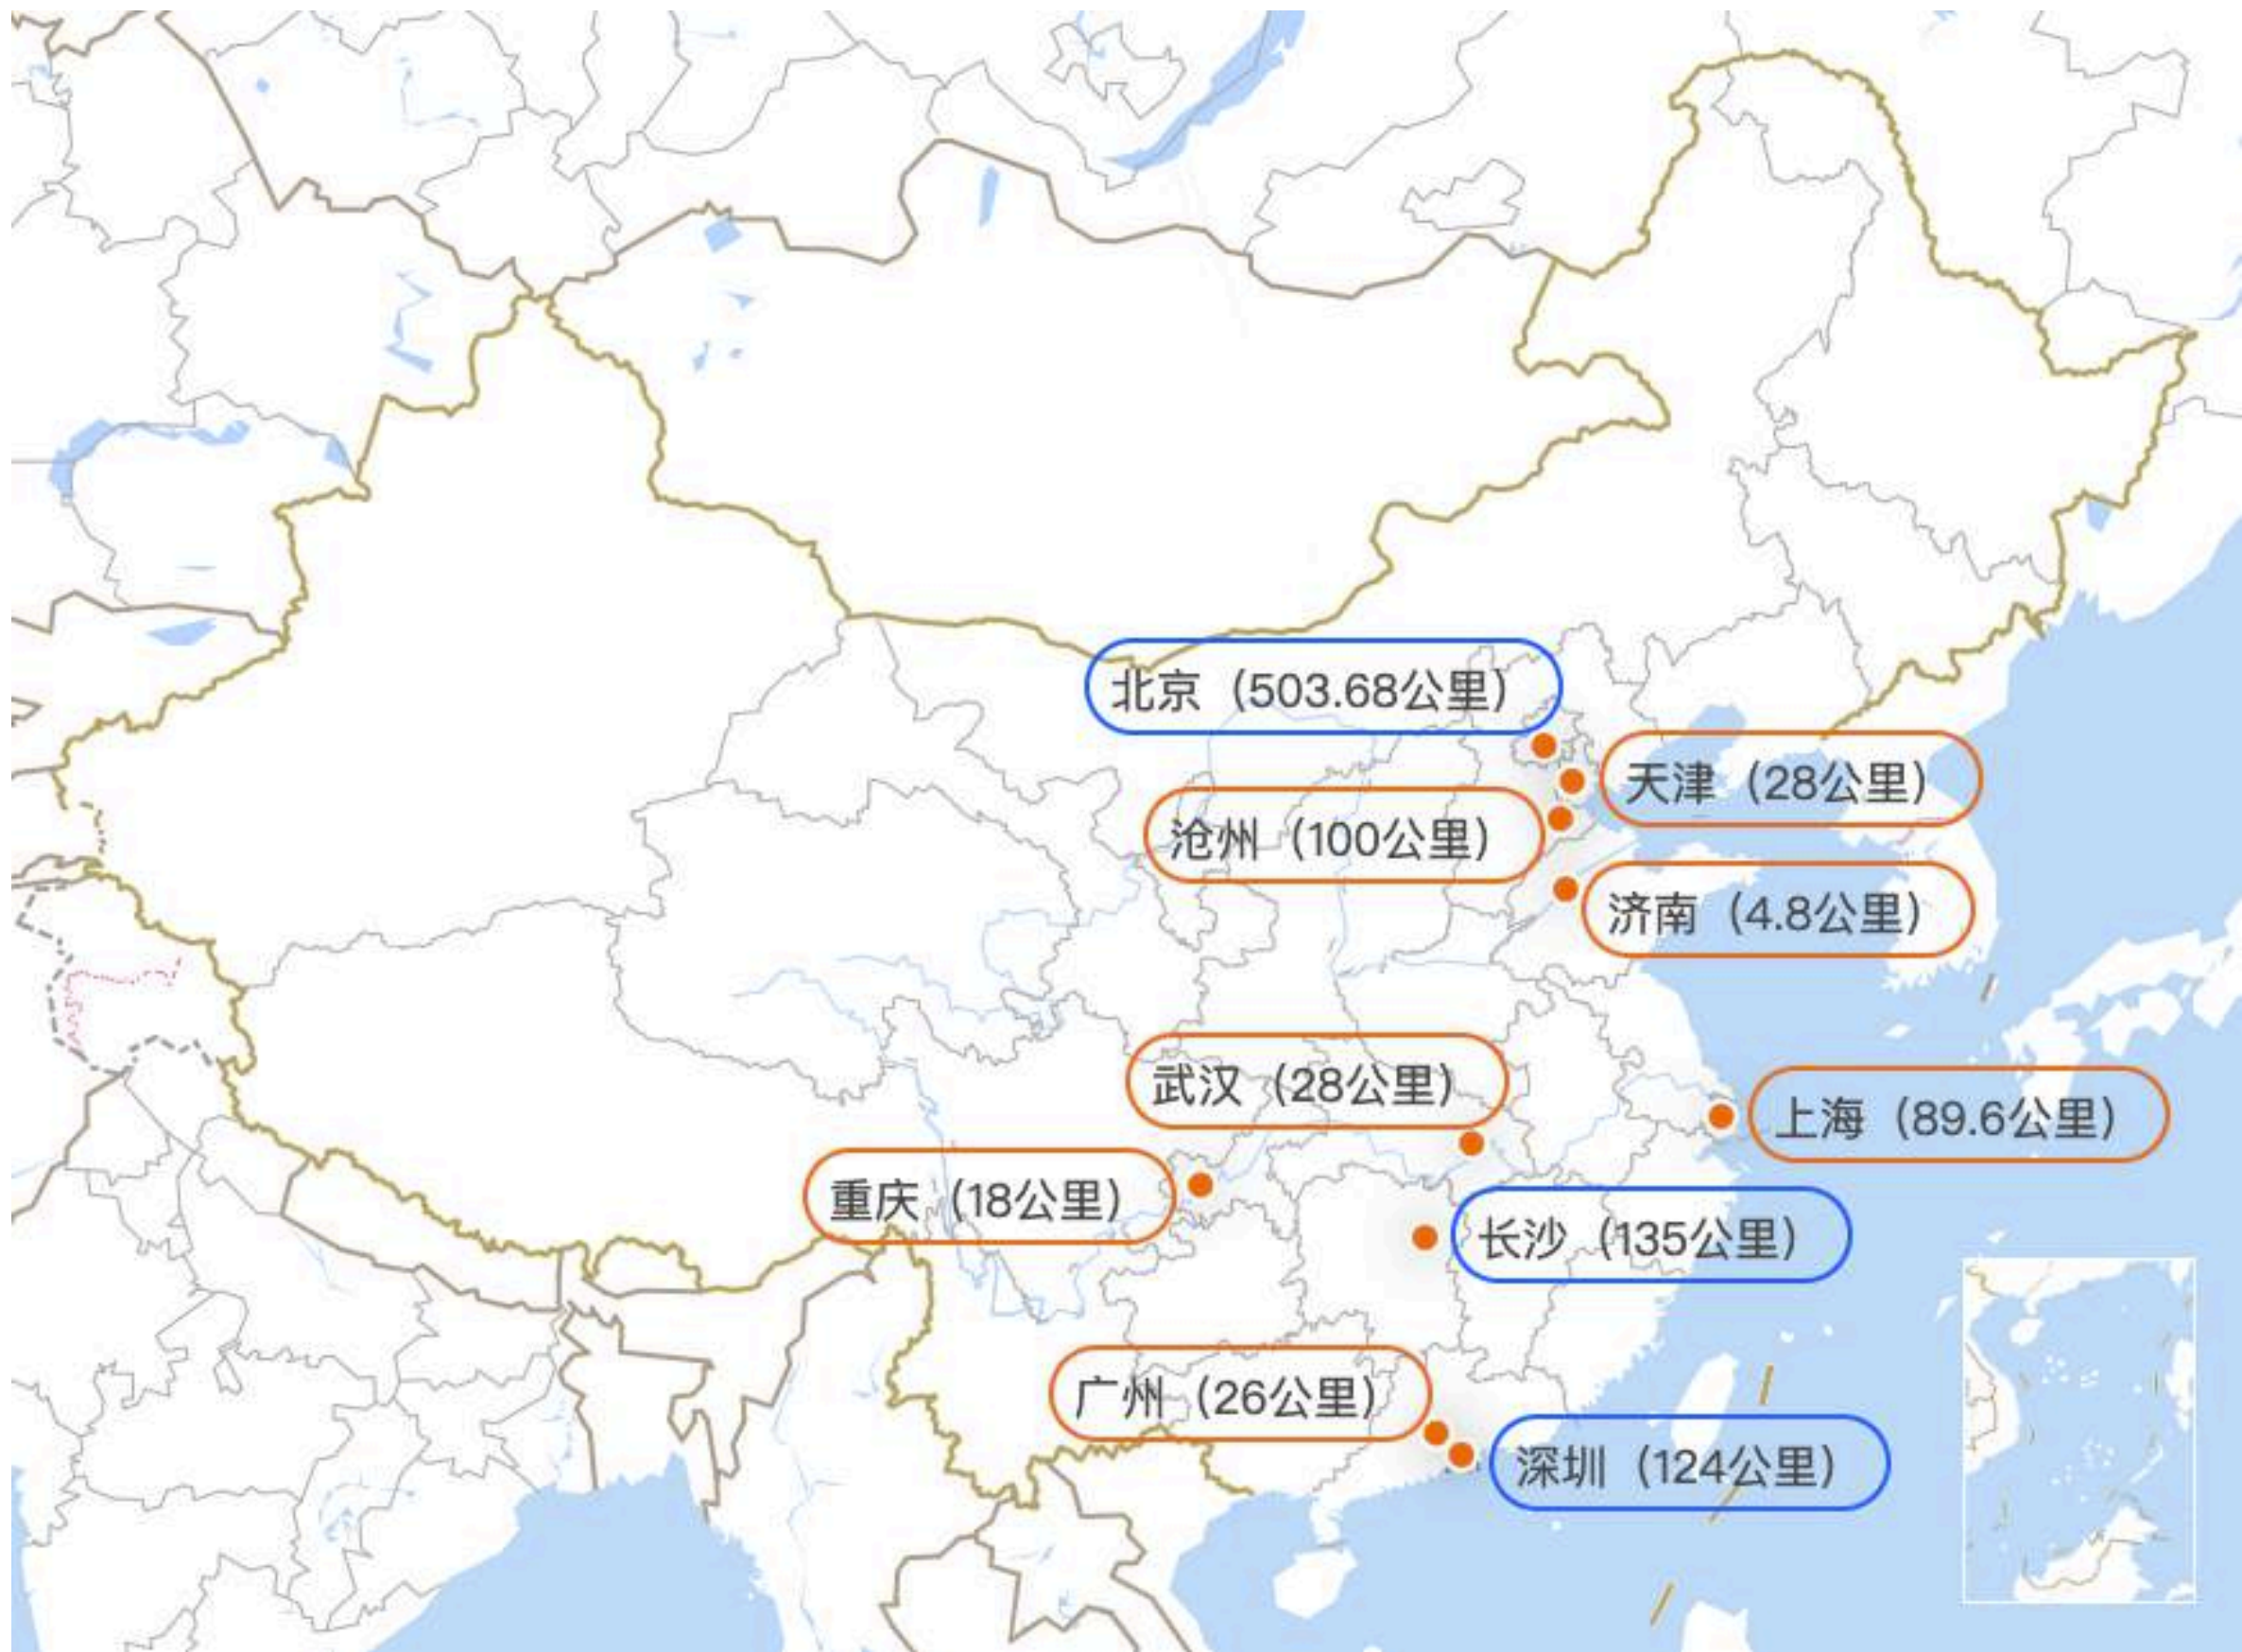 北京（503.68公里）
天津（28公里）
沧州（100公里）
济南（4.8公里）
武汉（28公里）
上海（89.6公里）
重庆（18公里）
长沙（135公里）
广州（26公里）
深圳（124公里）